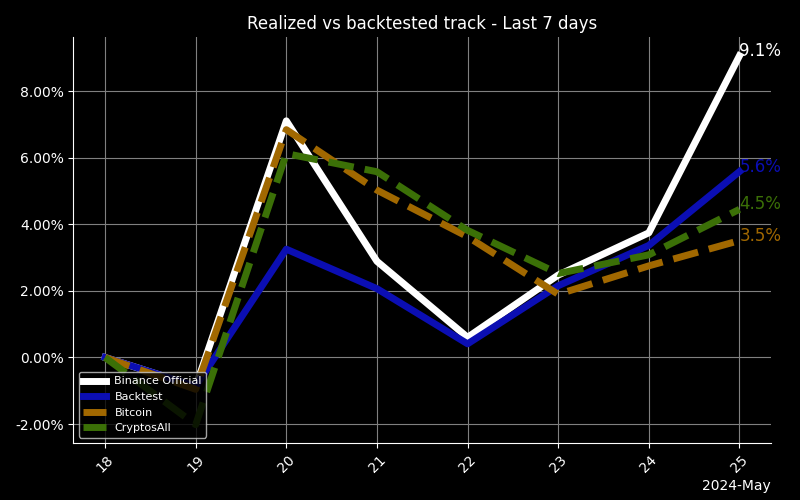 Realized vs backtested track - Last 7 days
9.1%
8.00%
5.6%
6.00%
4.5%
4.00%
3.5%
2.00%
0.00%
Binance Official
Backtest
Bitcoin
CryptosAll
-2.00%
18 19 20 21 22 23 24 25
2024-May